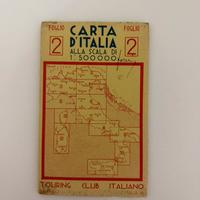 FOGLIO FOGLIO
2 2
CARTA
D'ITALIA
ALLA SCALA DI
1:500000
TOURING CLUB ITALIANO